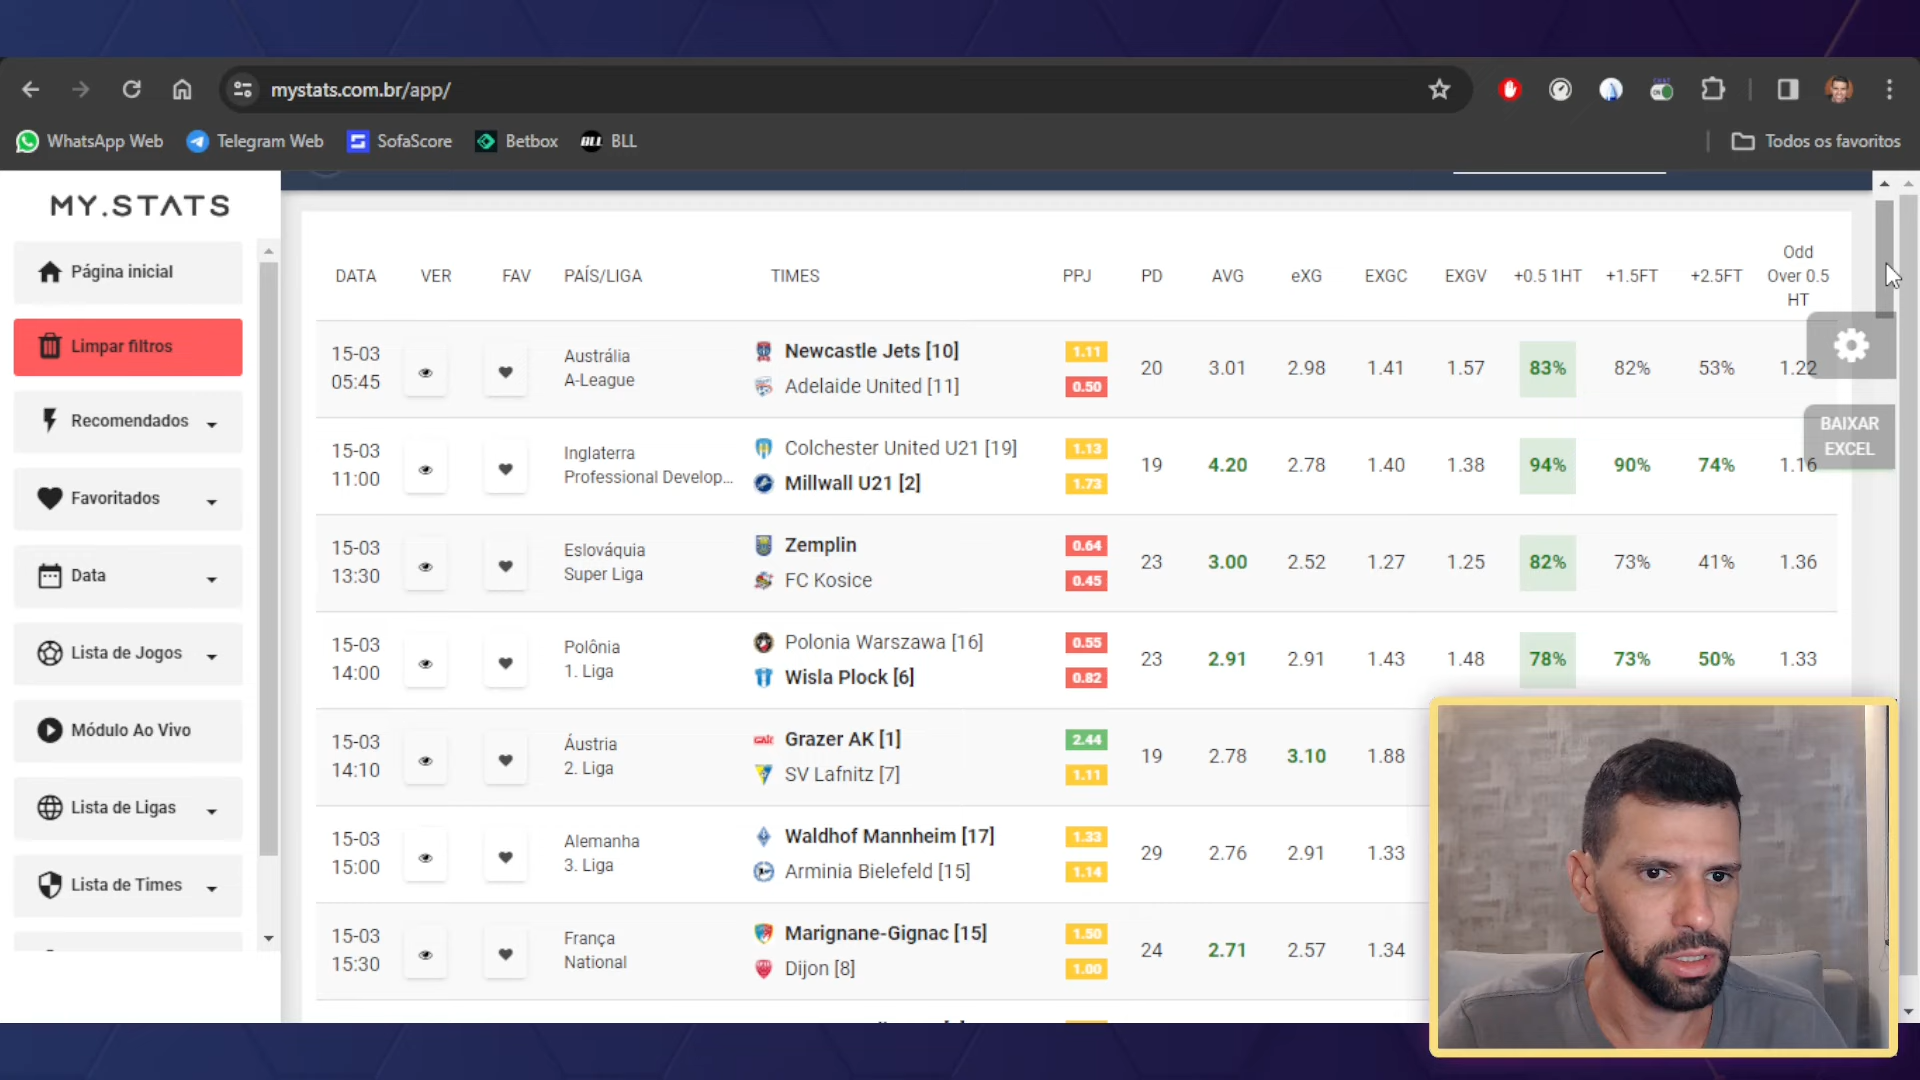 mystats.com.br/app/
WhatsApp Web
Telegram Web
SofaScore
Betbox
BLL BLL
Todos os favoritos
MY.STATS
Página inicial
Limpar filtros
Recomendados
Favoritados
Data
Lista de Jogos
Módulo Ao Vivo
Lista de Ligas
Lista de Times
DATA VER FAV PAÍS/LIGA TIMES PPJ PD AVG eXG EXGC EXGV +0.5 1HT +1.5FT +2.5FT Odd Over 0.5 HT
15-03 Austrália Newcastle Jets [10] 1.11
05:45 A-League Adelaide United [11] 0.50
20 3.01 2.98 1.41 1.57 83% 82% 53% 1.22
BAIXAR
EXCEL
15-03 Inglaterra Colchester United U21 [19] 1.13
11:00 Professional Develop... Millwall U21 [2] 1.73
19 4.20 2.78 1.40 1.38 94% 90% 74% 1.16
15-03 Eslováquia Zemplin 0.64
13:30 Super Liga FC Kosice 0.45
23 3.00 2.52 1.27 1.25 82% 73% 41% 1.36
15-03 Polônia Polonia Warszawa [16] 0.55
14:00 1. Liga Wisla Plock [6] 0.82
23 2.91 2.91 1.43 1.48 78% 73% 50% 1.33
15-03 Áustria Grazer AK [1] 2.44
14:10 2. Liga SV Lafnitz [7] 1.11
19 2.78 3.10 1.88
15-03 Alemanha Waldhof Mannheim [17] 1.33
15:00 3. Liga Arminia Bielefeld [15] 1.14
29 2.76 2.91 1.33
15-03 França Marignane-Gignac [15] 1.50
15:30 National Dijon [8] 1.00
24 2.71 2.57 1.34